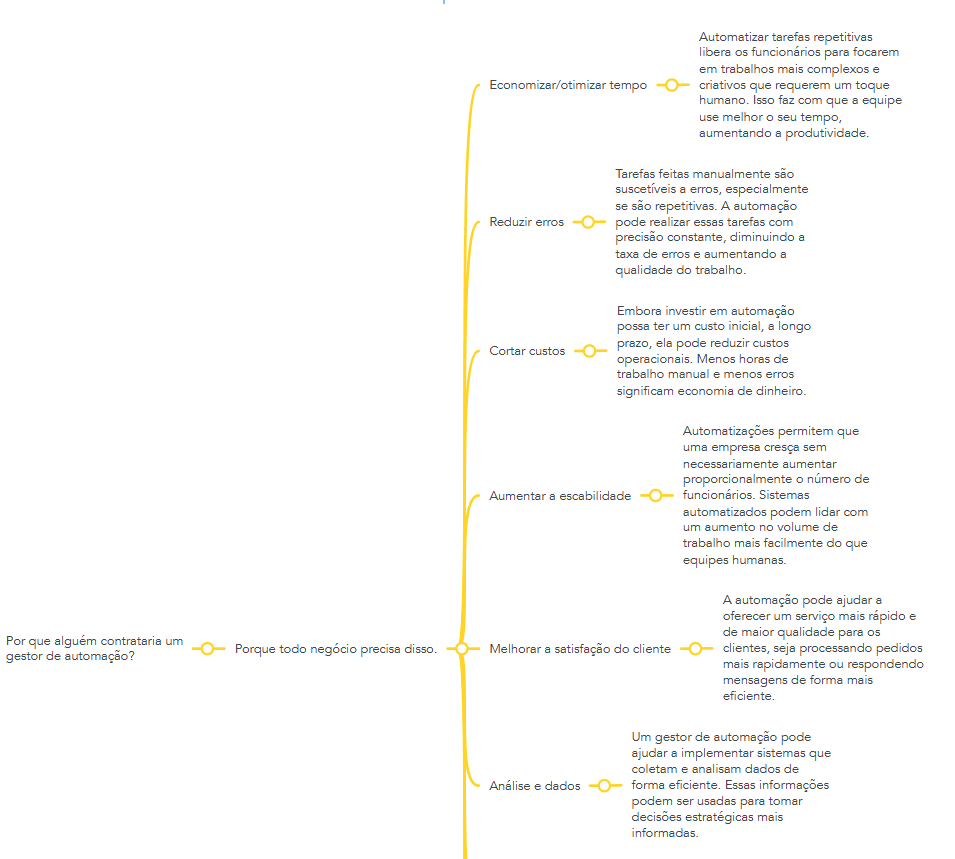 Por que alguém contrataria um
gestor de automação?
Porque todo negócio precisa disso.
Economizar/otimizar tempo
Automatizar tarefas repetitivas
libera os funcionários para focarem
em trabalhos mais complexos e
criativos que requerem um toque
humano. Isso faz com que a equipe
use melhor o seu tempo,
aumentando a produtividade.
Reduzir erros
Tarefas feitas manualmente são
suscetíveis a erros, especialmente
se são repetitivas. A automação
pode realizar essas tarefas com
precisão constante, diminuindo a
taxa de erros e aumentando a
qualidade do trabalho.
Cortar custos
Embora investir em automação
possa ter um custo inicial, a longo
prazo, ela pode reduzir custos
operacionais. Menos horas de
trabalho manual e menos erros
significam economia de dinheiro.
Aumentar a escabilidade
Automatizações permitem que
uma empresa cresça sem
necessariamente aumentar
proporcionalmente o número de
funcionários. Sistemas
automatizados podem lidar com
um aumento no volume de
trabalho mais facilmente do que
equipes humanas.
Melhorar a satisfação do cliente
A automação pode ajudar a
oferecer um serviço mais rápido e
de maior qualidade para os
clientes, seja processando pedidos
mais rapidamente ou respondendo
mensagens de forma mais
eficiente.
Análise e dados
Um gestor de automação pode
ajudar a implementar sistemas que
coletam e analisam dados de
forma eficiente. Essas informações
podem ser usadas para tomar
decisões estratégicas mais
informadas.